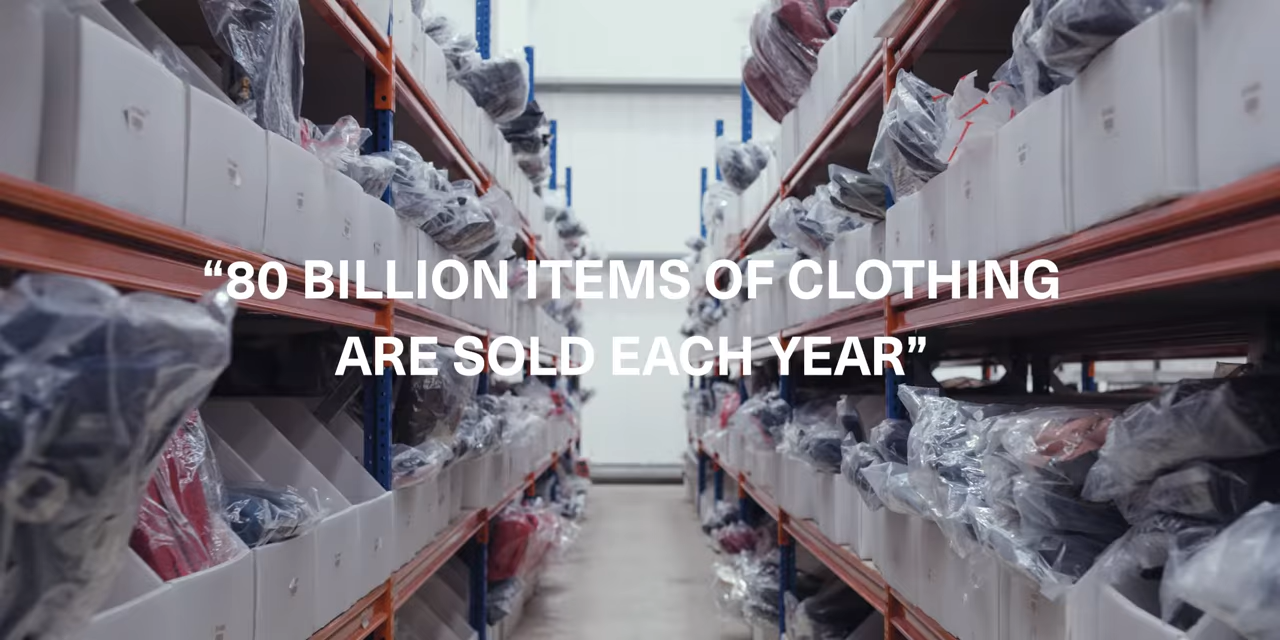 “80 BILLION ITEMS OF CLOTHING
ARE SOLD EACH YEAR”